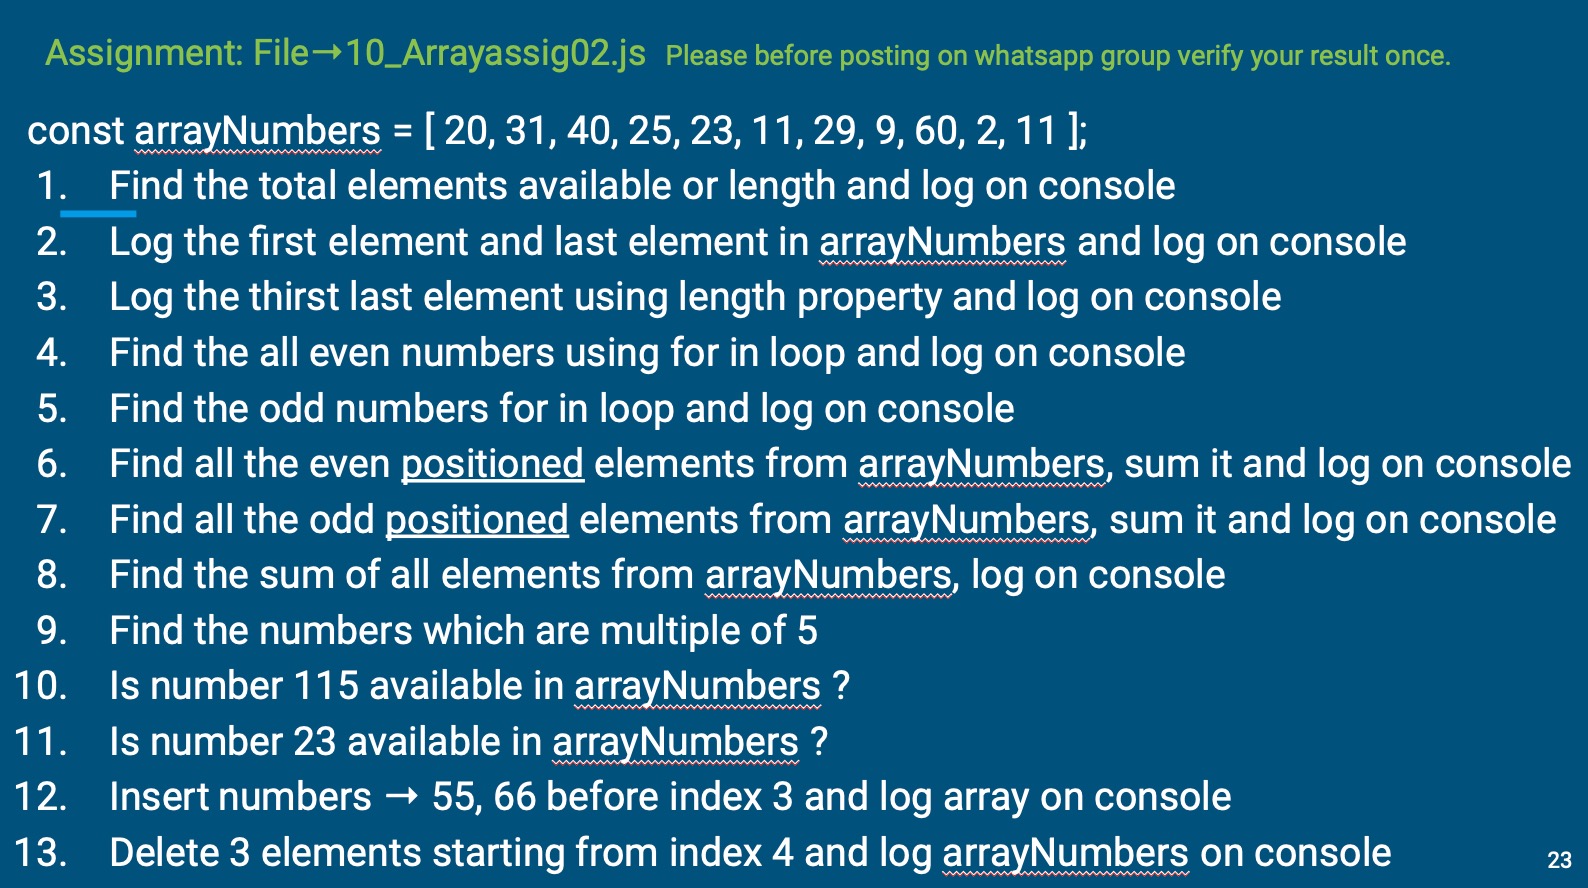 Assignment: File→10_Arrayassig02.js Please before posting on whatsapp group verify your result once.
const arrayNumbers = [ 20, 31, 40, 25, 23, 11, 29, 9, 60, 2, 11 ];
1. Find the total elements available or length and log on console
2. Log the first element and last element in arrayNumbers and log on console
3. Log the thirst last element using length property and log on console
4. Find the all even numbers using for in loop and log on console
5. Find the odd numbers for in loop and log on console
6. Find all the even positioned elements from arrayNumbers, sum it and log on console
7. Find all the odd positioned elements from arrayNumbers, sum it and log on console
8. Find the sum of all elements from arrayNumbers, log on console
9. Find the numbers which are multiple of 5
10. Is number 115 available in arrayNumbers ?
11. Is number 23 available in arrayNumbers ?
12. Insert numbers → 55, 66 before index 3 and log array on console
13. Delete 3 elements starting from index 4 and log arrayNumbers on console
23